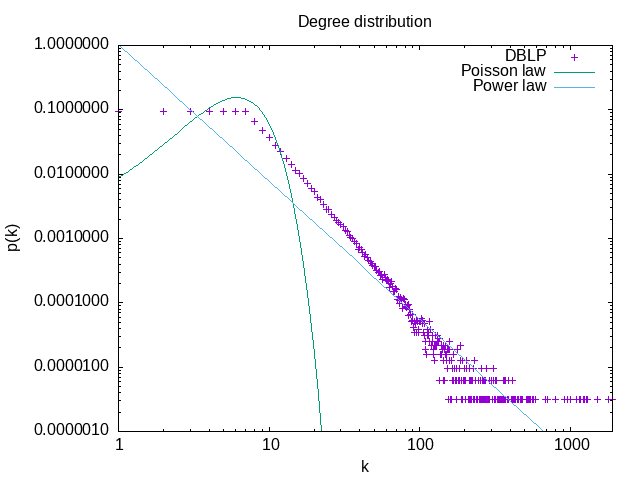 Degree distribution
DBLP
Poisson law
Power law
1.0000000
0.1000000
0.0100000
0.0010000
0.0001000
0.0000100
0.0000010
p(k)
1 10 100 1000
k